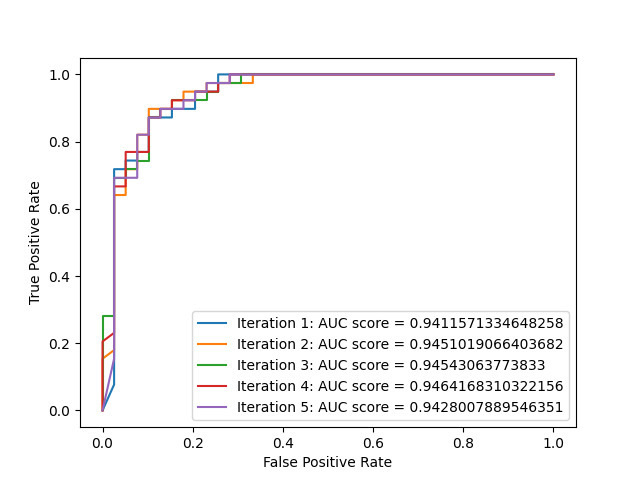 1.0
0.8
0.6
0.4
0.2
0.0
True Positive Rate
Iteration 1: AUC score = 0.9411571334648258
Iteration 2: AUC score = 0.9451019066403682
Iteration 3: AUC score = 0.94543063773833
Iteration 4: AUC score = 0.9464168310322156
Iteration 5: AUC score = 0.9428007889546351
0.0 0.2 0.4 0.6 0.8 1.0
False Positive Rate